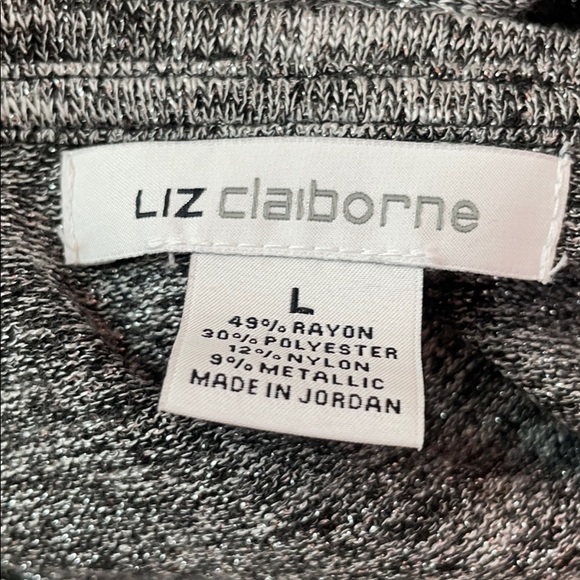 LIZ claiborne
L
49% RAYON
30% POLYESTER
12% NYLON
9% METALLIC
MADE IN JORDAN